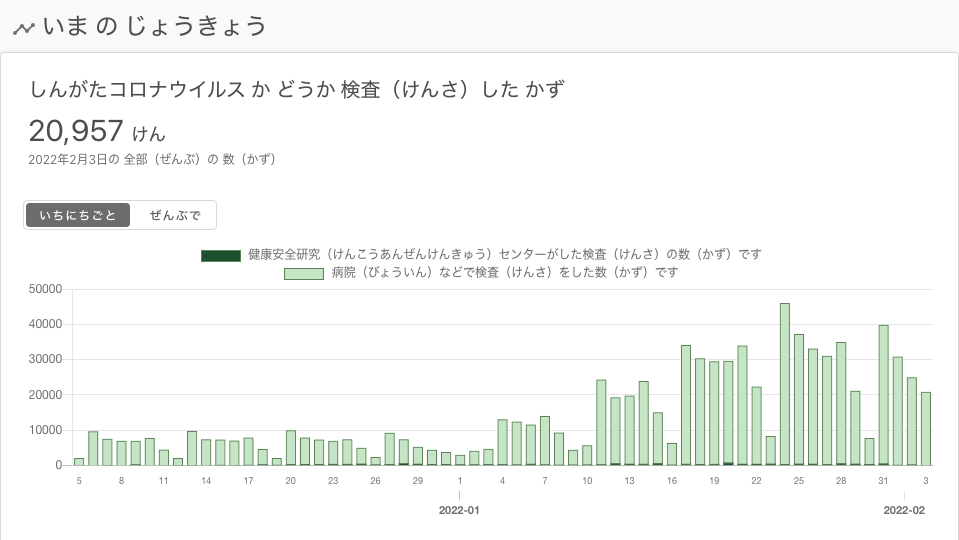 いま の じょうきょう
しんがたコロナウイルス か どうか 検査（けんさ）した かず
20,957 けん
2022年2月3日の 全部（ぜんぶ）の 数（かず）
いちにちごと ぜんぶで
健康安全研究（けんこうあんぜんけんきゅう）センターがした検査（けんさ）の数（かず）です
病院（びょういん）などで検査（けんさ）をした数（かず）です
50000
40000
30000
20000
10000
0
5 8 11 14 17 20 23 26 29 1 4 7 10 13 16 19 22 25 28 31 3
2022-01 2022-02